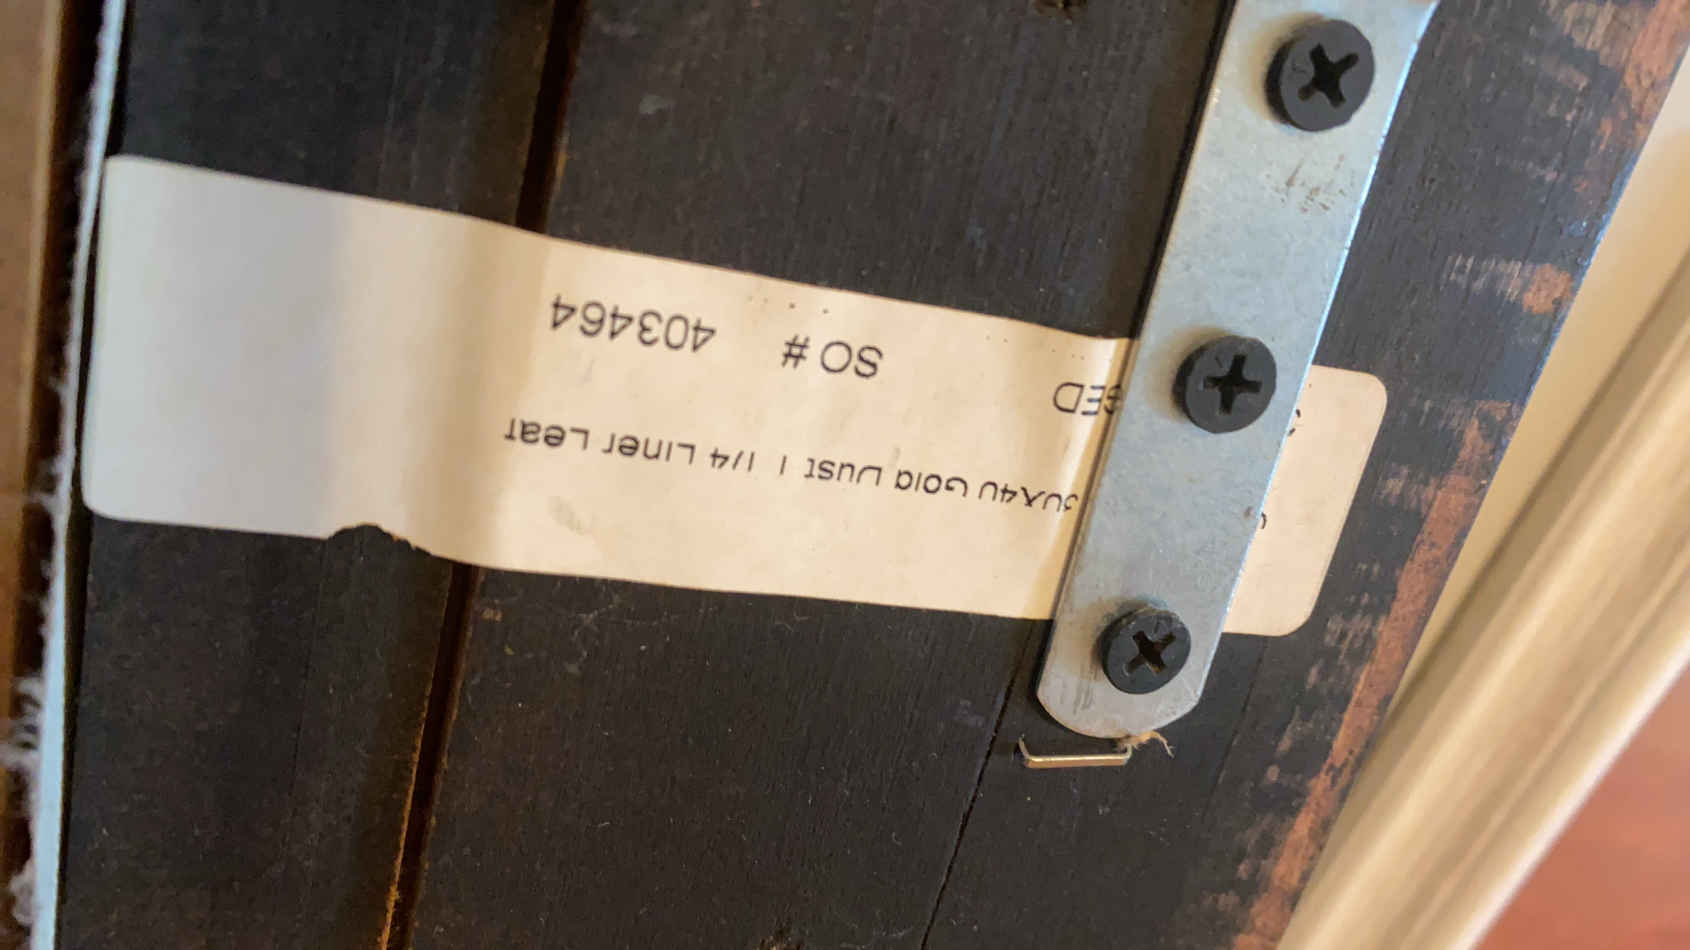 30X40 Gold Dust 1 1/4 Liner Leaf
SO # 403464